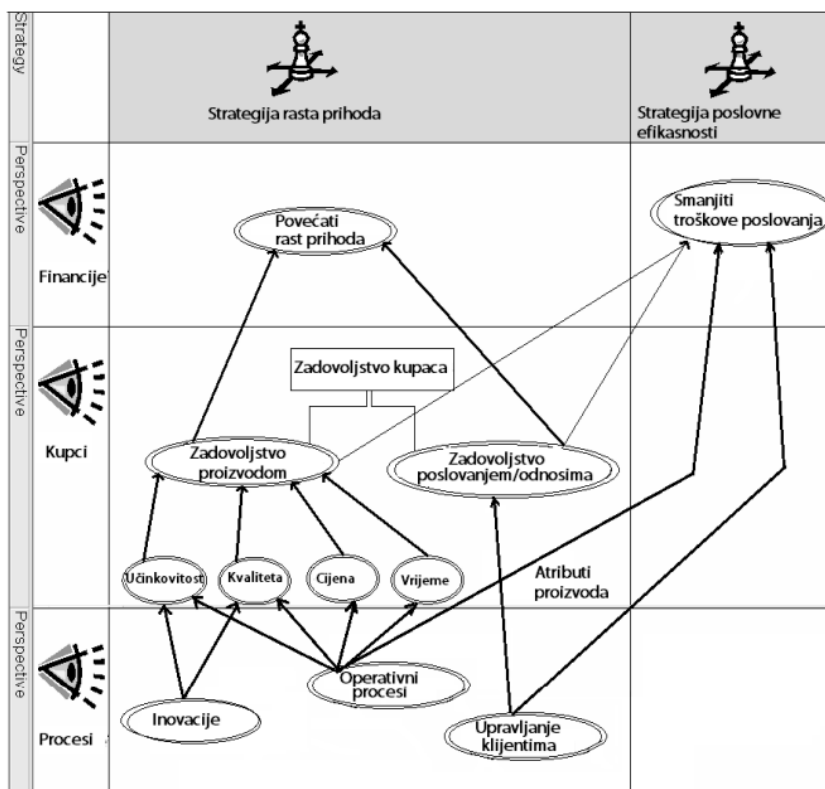 Strategy
Strategija rasta prihoda
Strategija poslovne
efikasnosti
Perspective
Financije
Povećati
rast prihoda
Smanjiti
troškove poslovanja
Perspective
Kupci
Zadovoljstvo kupaca
Zadovoljstvo
proizvodom
Zadovoljstvo
poslovanjem/odnosima
Učinkovitost
Kvaliteta
Cijena
Vrijeme
Atributi
proizvoda
Perspective
Procesi
Inovacije
Operativni
procesi
Upravljanje
klijentima